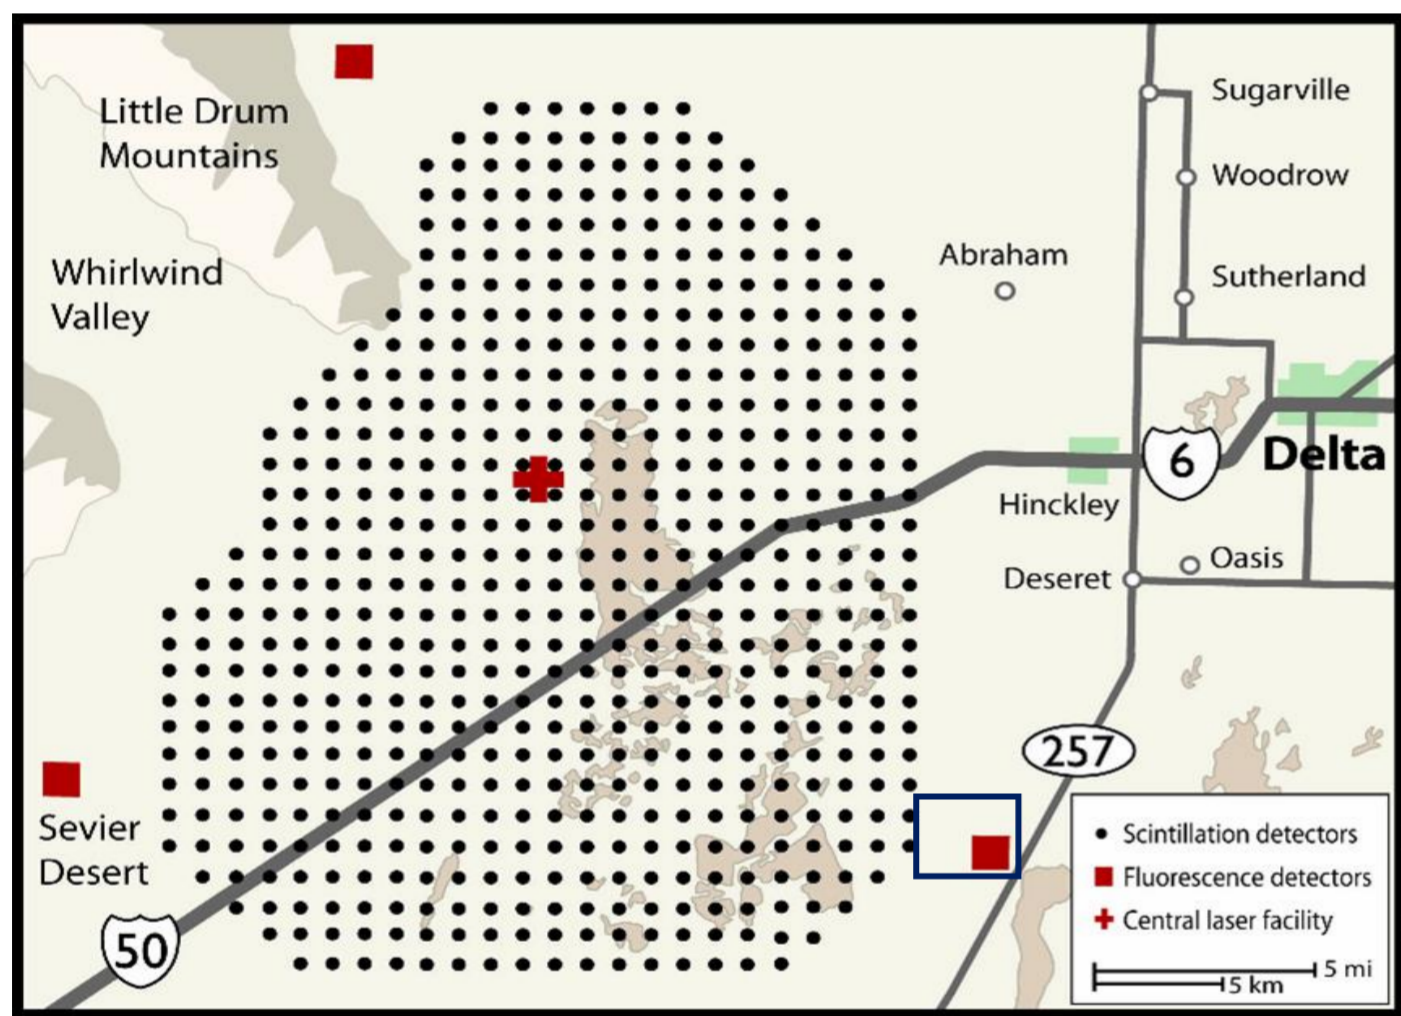 Little Drum
Mountains
Whirlwind
Valley
Sugarville
Woodrow
Abraham
Sutherland
6
Delta
Hinckley
Oasis
Deseret
257
Sevier
Desert
50
Scintillation detectors
Fluorescence detectors
Central laser facility
5 mi
5 km